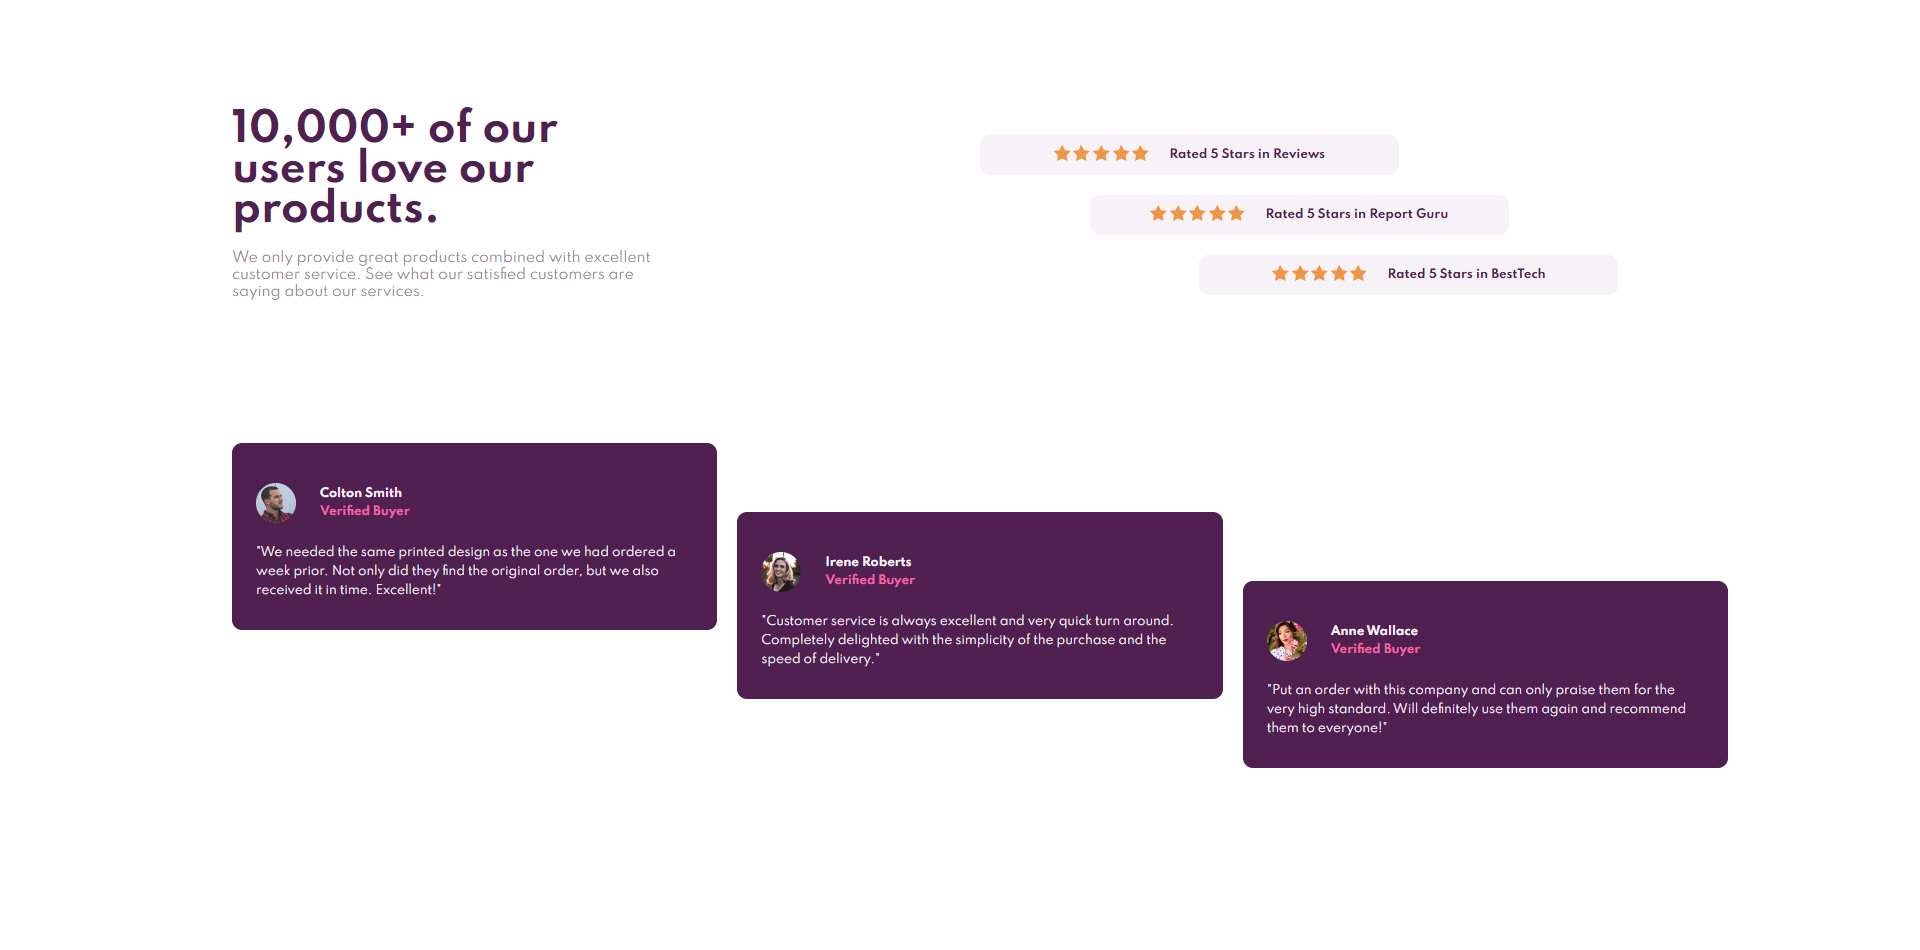 10,000+ of our
users love our
products.
We only provide great products combined with excellent
customer service. See what our satisfied customers are
saying about our services.
Rated 5 Stars in Reviews
Rated 5 Stars in Report Guru
Rated 5 Stars in BestTech
Colton Smith
Verified Buyer
"We needed the same printed design as the one we had ordered a
week prior. Not only did they find the original order, but we also
received it in time. Excellent!"
Irene Roberts
Verified Buyer
"Customer service is always excellent and very quick turn around.
Completely delighted with the simplicity of the purchase and the
speed of delivery."
Anne Wallace
Verified Buyer
"Put an order with this company and can only praise them for the
very high standard. Will definitely use them again and recommend
them to everyone!"